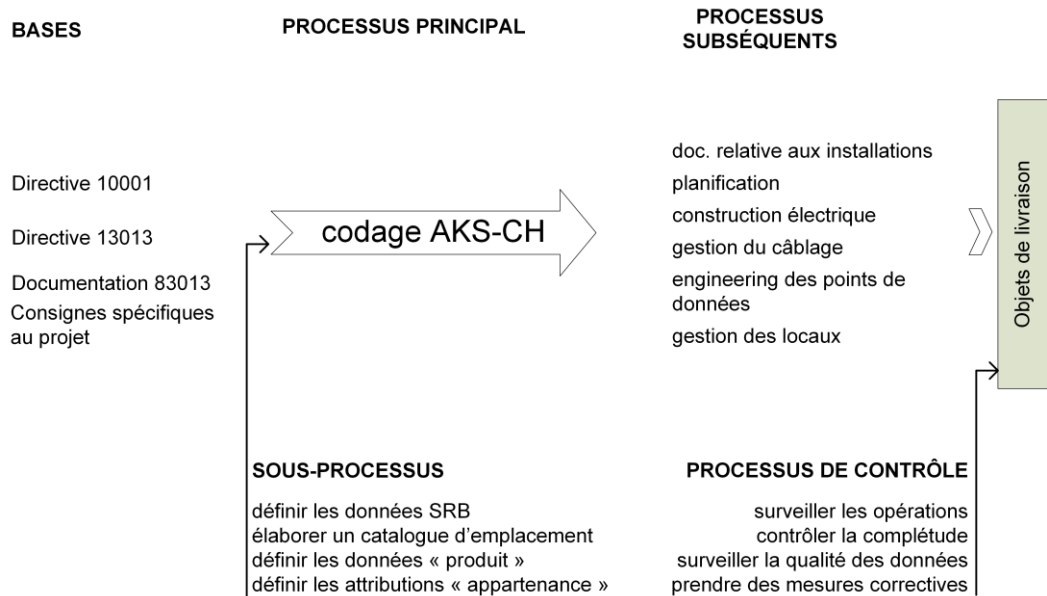 BASES
PROCESSUS PRINCIPAL
PROCESSUS
SUBSÉQUENTS
Directive 10001
Directive 13013
Documentation 83013
Consignes spécifiques
au projet
codage AKS-CH
doc. relative aux installations
planification
construction électrique
gestion du câblage
engineering des points de
données
gestion des locaux
Objets de livraison
SOUS-PROCESSUS
définir les données SRB
élaborer un catalogue d'emplacement
définir les données « produit »
définir les attributions « appartenance »
PROCESSUS DE CONTRÔLE
surveiller les opérations
contrôler la complétude
surveiller la qualité des données
prendre des mesures correctives